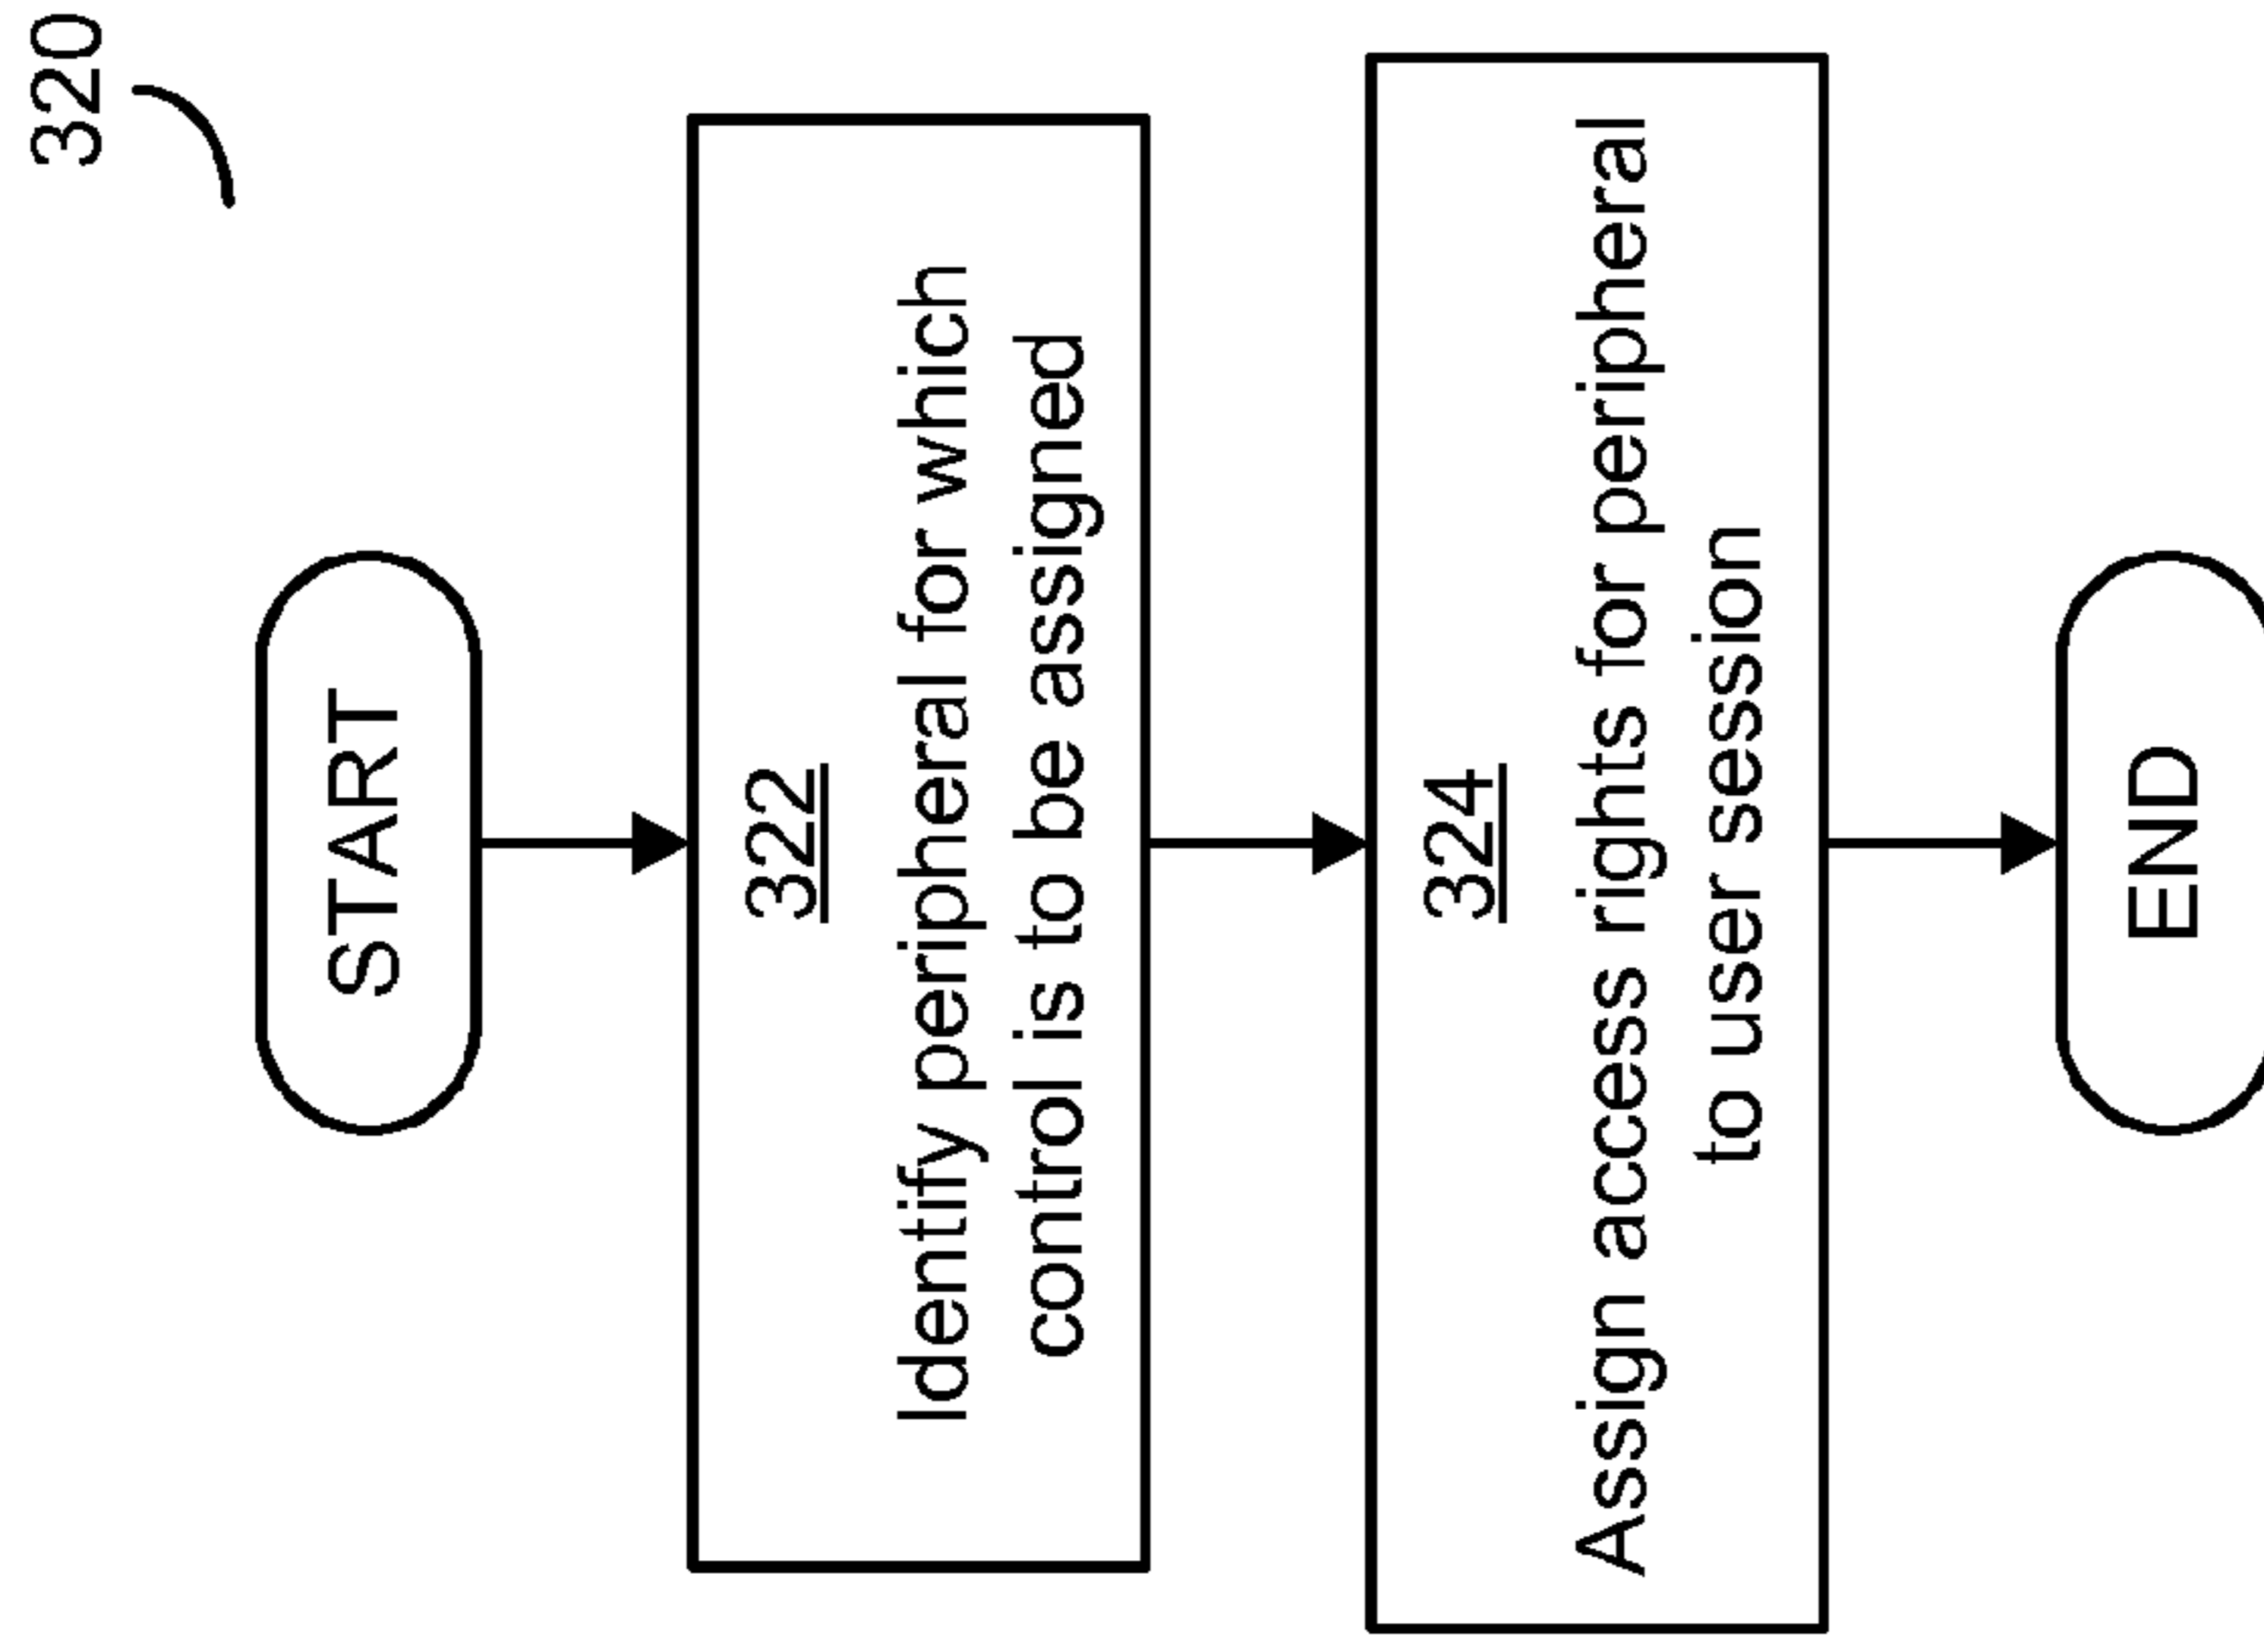 320
START
322
Identify peripheral for which
control is to be assigned
324
Assign access rights for peripheral
to user session
END